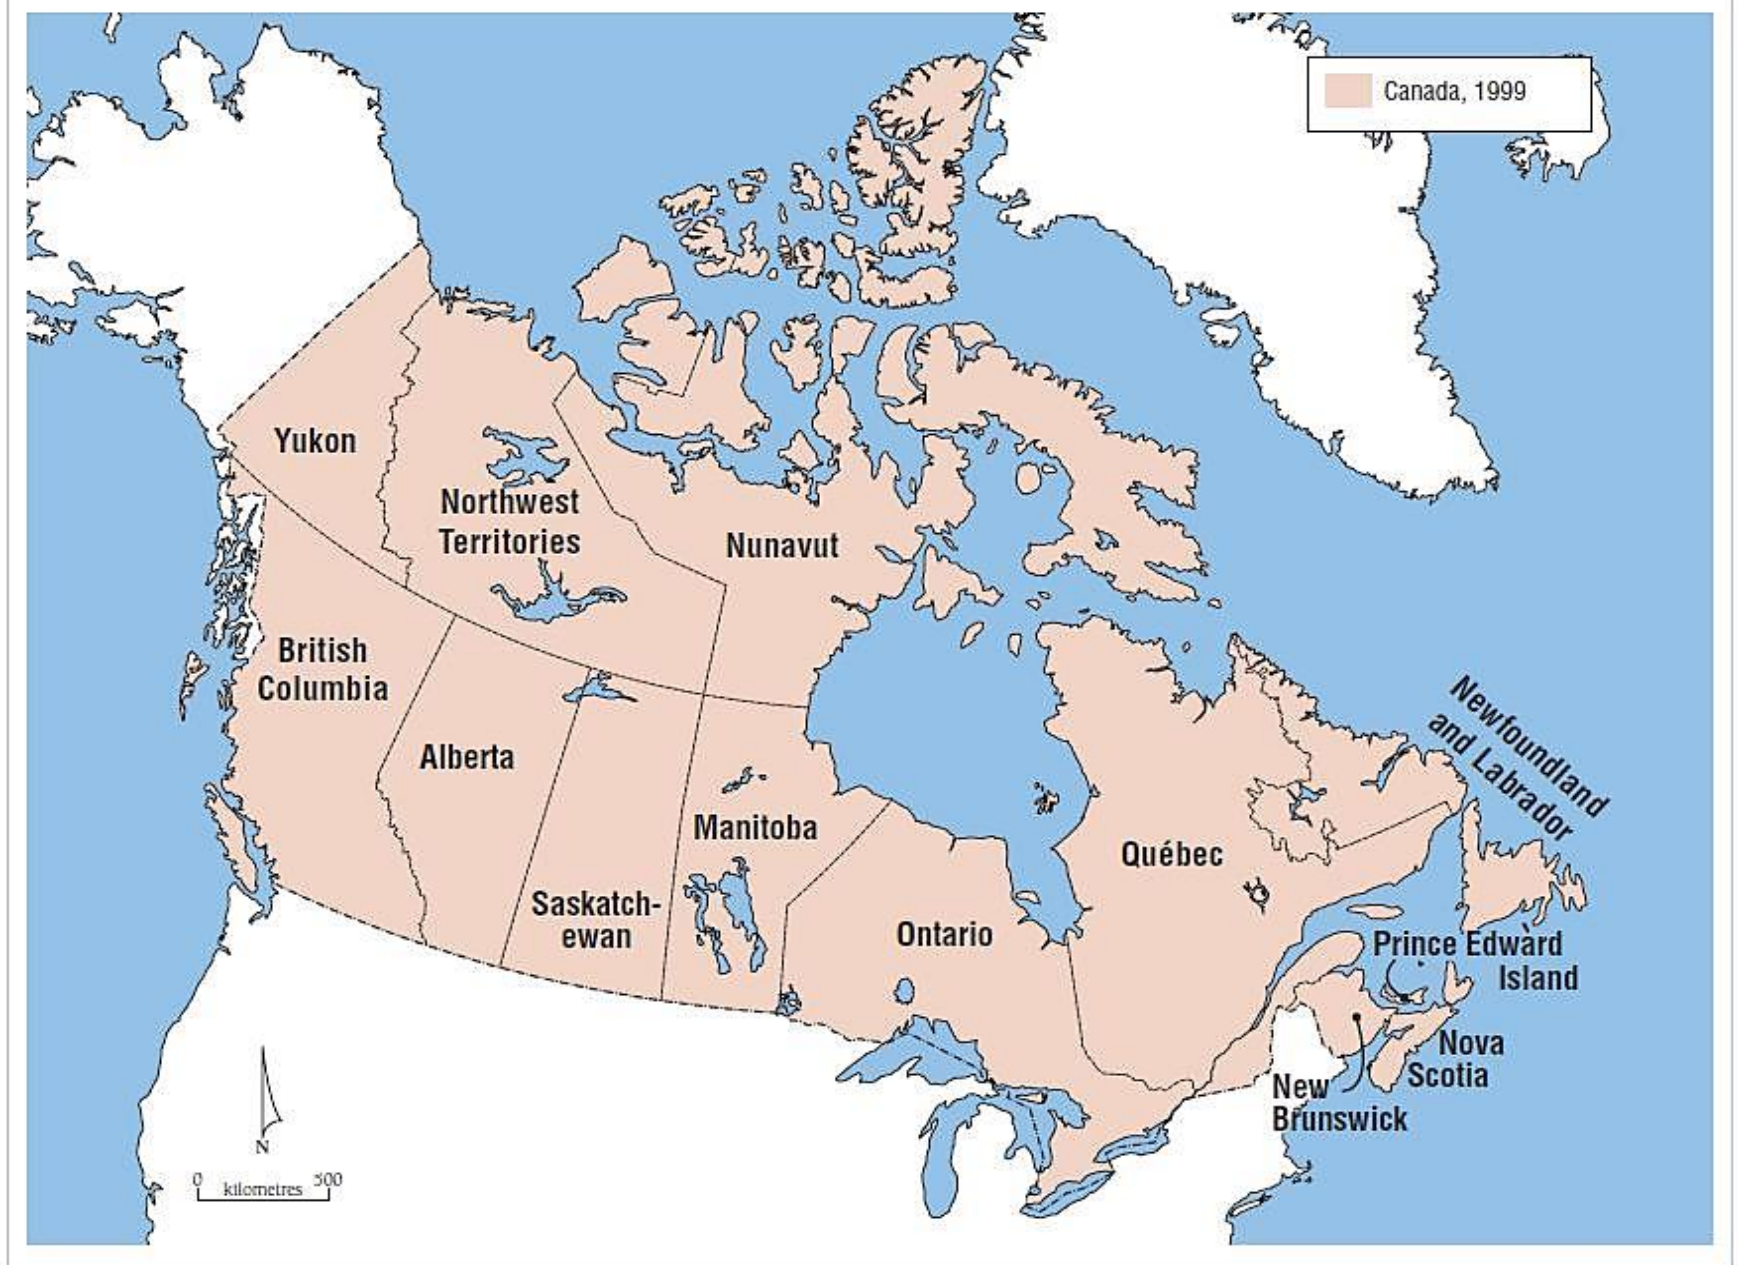 Canada, 1999
Yukon
Northwest
Territories
Nunavut
British
Columbia
Alberta
Saskatch-
ewan
Manitoba
Ontario
Québec
Newfoundland
and Labrador
Prince Edward
Island
Nova
Scotia
New
Brunswick
N
0 kilometres 500